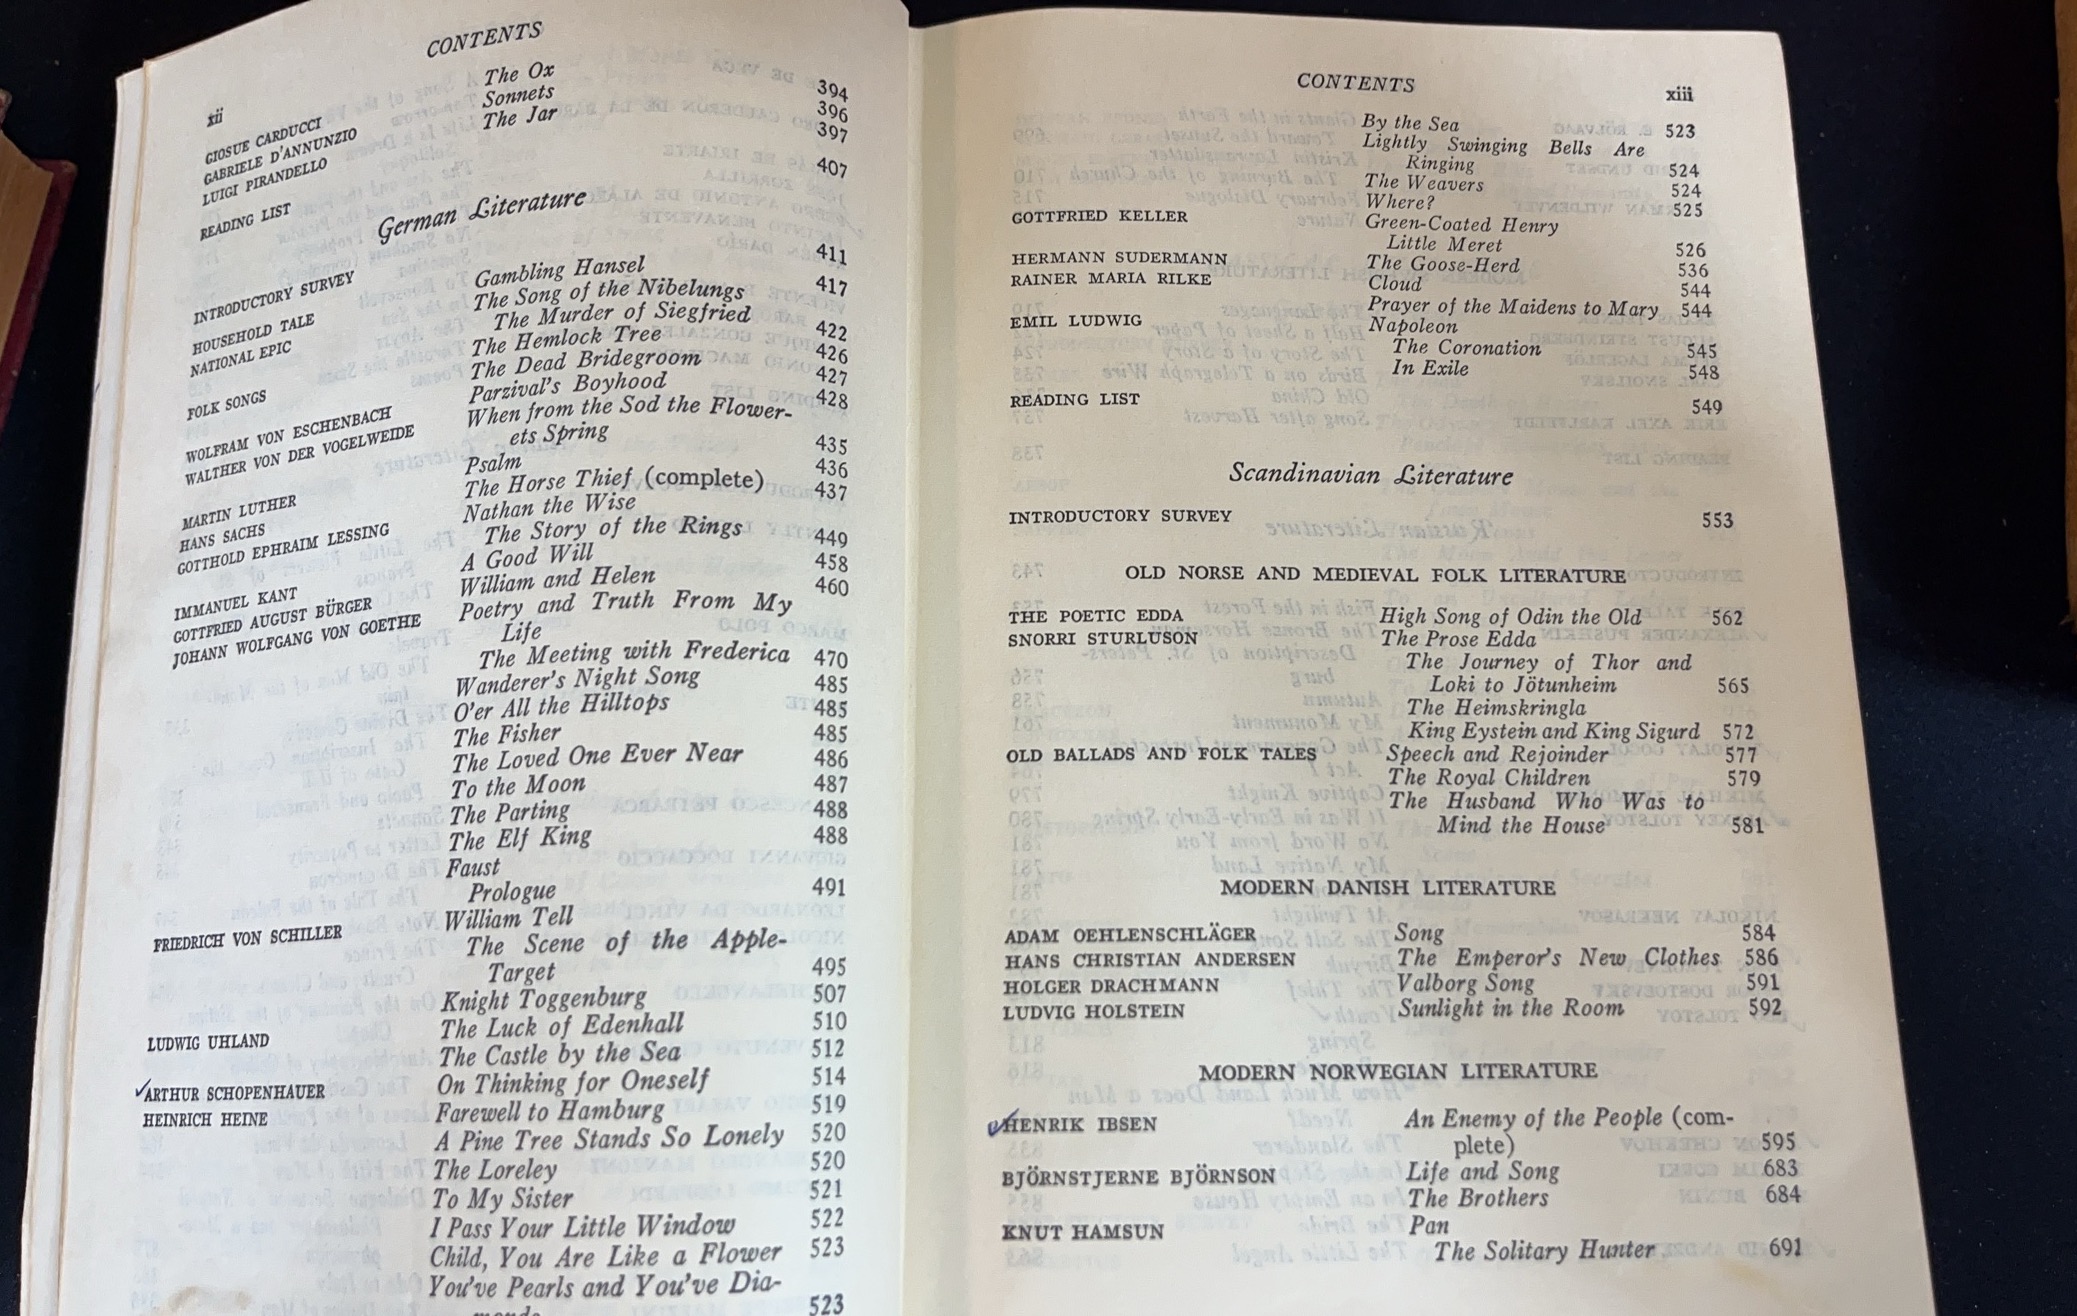 CONTENTS
xii
GIOSUE CARDUCCI The Ox 394
GABRIELE D'ANNUNZIO Sonnets 396
LUIGI PIRANDELLO The Jar 397
READING LIST 407
German Literature
INTRODUCTORY SURVEY 411
HOUSEHOLD TALE Gambling Hansel 417
NATIONAL EPIC The Song of the Nibelungs
The Murder of Siegfried 422
FOLK SONGS The Hemlock Tree 426
The Dead Bridegroom 427
WOLFRAM VON ESCHENBACH Parzival's Boyhood 428
WALTHER VON DER VOGELWEIDE When from the Sod the Flower-
ets Spring 435
MARTIN LUTHER Psalm 436
HANS SACHS The Horse Thief (complete) 437
GOTTHOLD EPHRAIM LESSING Nathan the Wise
The Story of the Rings 449
IMMANUEL KANT A Good Will 458
GOTTFRIED AUGUST BÜRGER William and Helen 460
JOHANN WOLFGANG VON GOETHE Poetry and Truth From My
Life
The Meeting with Frederica 470
Wanderer's Night Song 485
O'er All the Hilltops 485
The Fisher 485
The Loved One Ever Near 486
To the Moon 487
The Parting 488
The Elf King 488
Faust
Prologue 491
FRIEDRICH VON SCHILLER William Tell
The Scene of the Apple-
Target 495
Knight Toggenburg 507
LUDWIG UHLAND The Luck of Edenhall 510
The Castle by the Sea 512
ARTHUR SCHOPENHAUER On Thinking for Oneself 514
HEINRICH HEINE Farewell to Hamburg 519
A Pine Tree Stands So Lonely 520
The Loreley 520
To My Sister 521
I Pass Your Little Window 522
Child, You Are Like a Flower 523
You've Pearls and You've Dia-
523
CONTENTS xiii
By the Sea 523
Lightly Swinging Bells Are
Ringing 524
The Weavers 524
Where? 525
GOTTFRIED KELLER Green-Coated Henry
Little Meret 526
HERMANN SUDERMANN The Goose-Herd 536
RAINER MARIA RILKE Cloud 544
Prayer of the Maidens to Mary 544
EMIL LUDWIG Napoleon
The Coronation 545
In Exile 548
READING LIST 549
Scandinavian Literature
INTRODUCTORY SURVEY 553
OLD NORSE AND MEDIEVAL FOLK LITERATURE
THE POETIC EDDA High Song of Odin the Old 562
SNORRI STURLUSON The Prose Edda
The Journey of Thor and
Loki to Jötunheim 565
The Heimskringla
King Eystein and King Sigurd 572
OLD BALLADS AND FOLK TALES Speech and Rejoinder 577
The Royal Children 579
The Husband Who Was to
Mind the House 581
MODERN DANISH LITERATURE
ADAM OEHLENSCHLÄGER Song 584
HANS CHRISTIAN ANDERSEN The Emperor's New Clothes 586
HOLGER DRACHMANN Valborg Song 591
LUDVIG HOLSTEIN Sunlight in the Room 592
MODERN NORWEGIAN LITERATURE
HENRIK IBSEN An Enemy of the People (com-
plete) 595
BJÖRNSTJERNE BJÖRNSON Life and Song 683
The Brothers 684
KNUT HAMSUN Pan
The Solitary Hunter 691